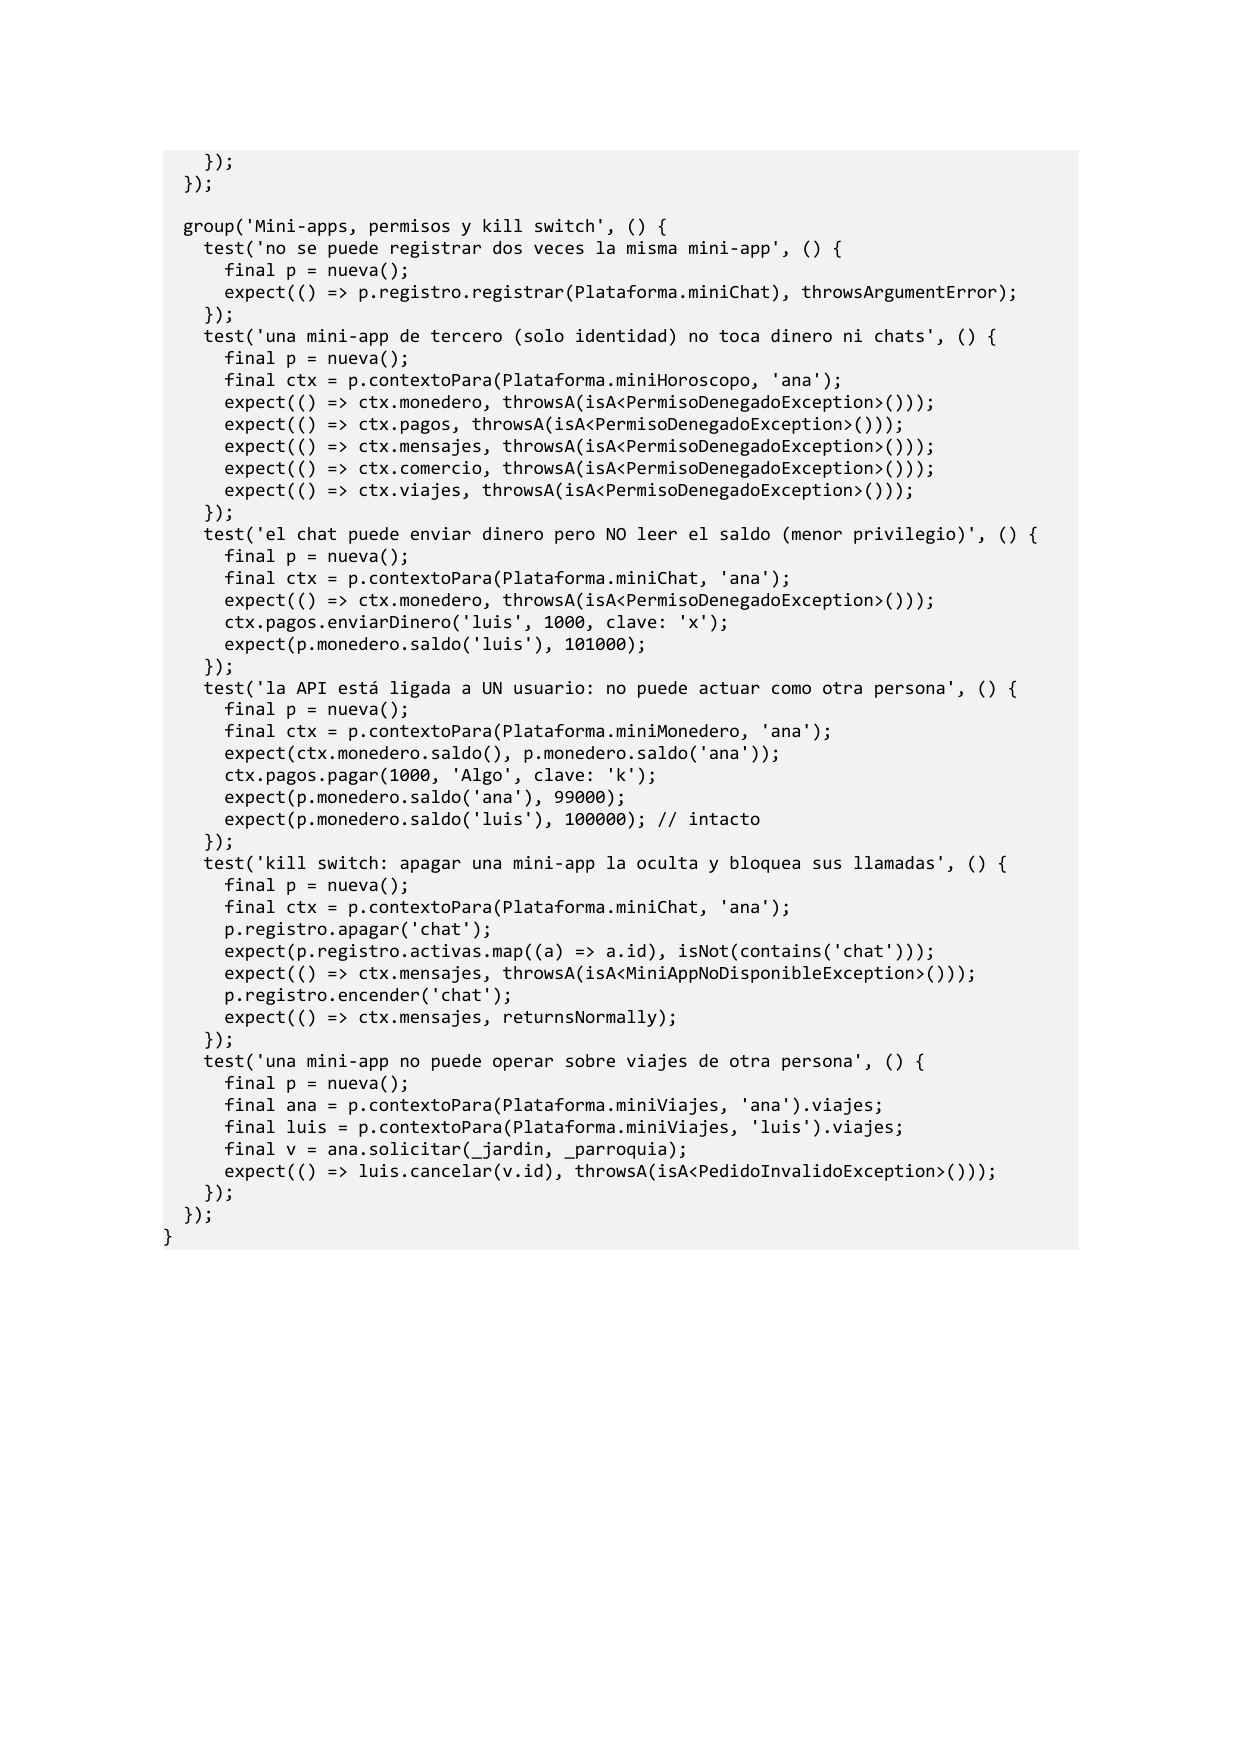 });
  });

  group('Mini-apps, permisos y kill switch', () {
    test('no se puede registrar dos veces la misma mini-app', () {
      final p = nueva();
      expect(() => p.registro.registrar(Plataforma.miniChat), throwsArgumentError);
    });
    test('una mini-app de tercero (solo identidad) no toca dinero ni chats', () {
      final p = nueva();
      final ctx = p.contextoPara(Plataforma.miniHoroscopo, 'ana');
      expect(() => ctx.monedero, throwsA(isA<PermisoDenegadoException>()));
      expect(() => ctx.pagos, throwsA(isA<PermisoDenegadoException>()));
      expect(() => ctx.mensajes, throwsA(isA<PermisoDenegadoException>()));
      expect(() => ctx.comercio, throwsA(isA<PermisoDenegadoException>()));
      expect(() => ctx.viajes, throwsA(isA<PermisoDenegadoException>()));
    });
    test('el chat puede enviar dinero pero NO leer el saldo (menor privilegio)', () {
      final p = nueva();
      final ctx = p.contextoPara(Plataforma.miniChat, 'ana');
      expect(() => ctx.monedero, throwsA(isA<PermisoDenegadoException>()));
      ctx.pagos.enviarDinero('luis', 1000, clave: 'x');
      expect(p.monedero.saldo('luis'), 101000);
    });
    test('la API está ligada a UN usuario: no puede actuar como otra persona', () {
      final p = nueva();
      final ctx = p.contextoPara(Plataforma.miniMonedero, 'ana');
      expect(ctx.monedero.saldo(), p.monedero.saldo('ana'));
      ctx.pagos.pagar(1000, 'Algo', clave: 'k');
      expect(p.monedero.saldo('ana'), 99000);
      expect(p.monedero.saldo('luis'), 100000); // intacto
    });
    test('kill switch: apagar una mini-app la oculta y bloquea sus llamadas', () {
      final p = nueva();
      final ctx = p.contextoPara(Plataforma.miniChat, 'ana');
      p.registro.apagar('chat');
      expect(p.registro.activas.map((a) => a.id), isNot(contains('chat')));
      expect(() => ctx.mensajes, throwsA(isA<MiniAppNoDisponibleException>()));
      p.registro.encender('chat');
      expect(() => ctx.mensajes, returnsNormally);
    });
    test('una mini-app no puede operar sobre viajes de otra persona', () {
      final p = nueva();
      final ana = p.contextoPara(Plataforma.miniViajes, 'ana').viajes;
      final luis = p.contextoPara(Plataforma.miniViajes, 'luis').viajes;
      final v = ana.solicitar(_jardin, _parroquia);
      expect(() => luis.cancelar(v.id), throwsA(isA<PedidoInvalidoException>()));
    });
  });
}